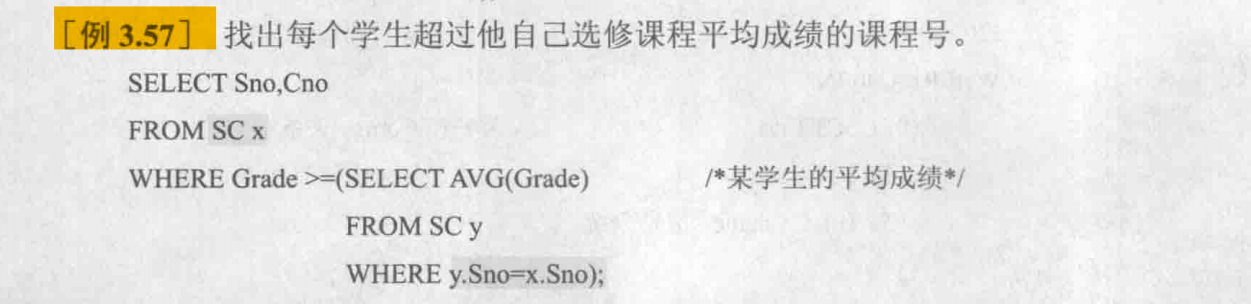 [例 3.57] 找出每个学生超过他自己选修课程平均成绩的课程号。
SELECT Sno,Cno
FROM SC x
WHERE Grade >=(SELECT AVG(Grade) /*某学生的平均成绩*/
FROM SC y
WHERE y.Sno=x.Sno);